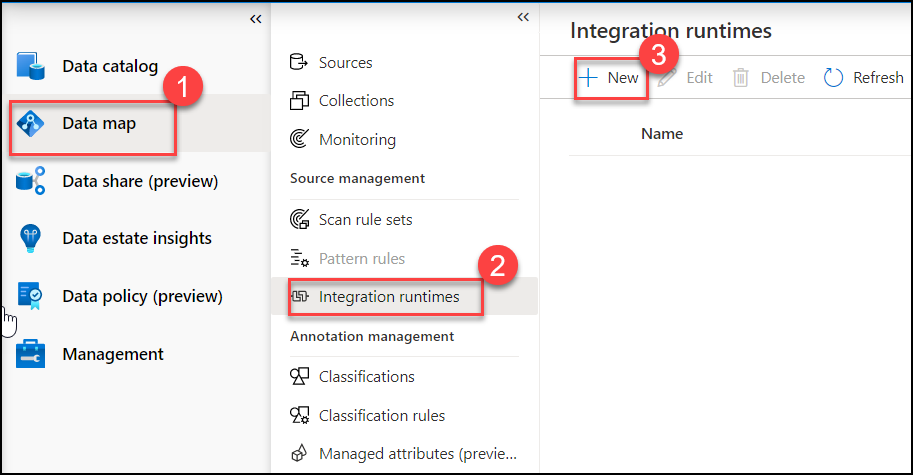 Data catalog
1
Data map
Data share (preview)
Data estate insights
Data policy (preview)
Management
Sources
Collections
Monitoring
Source management
Scan rule sets
Pattern rules
2
Integration runtimes
Annotation management
Classifications
Classification rules
Managed attributes (previe...
Integration runtimes
3
New Edit Delete Refresh
Name